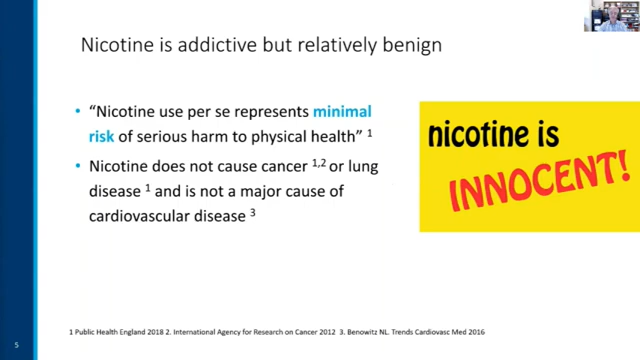 Nicotine is addictive but relatively benign
• “Nicotine use per se represents minimal
risk of serious harm to physical health” 1
• Nicotine does not cause cancer 1,2 or lung
disease 1 and is not a major cause of
cardiovascular disease 3
nicotine is
INNOCENT!
1 Public Health England 2018 2. International Agency for Research on Cancer 2012 3. Benowitz NL. Trends Cardiovasc Med 2016
5